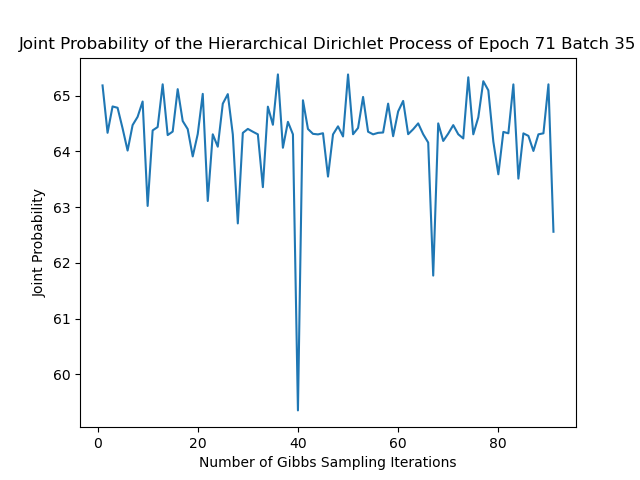 Joint Probability of the Hierarchical Dirichlet Process of Epoch 71 Batch 35
65
64
63
62
61
60
Joint Probability
0 20 40 60 80
Number of Gibbs Sampling Iterations